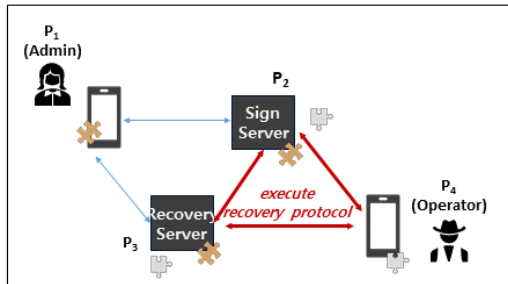 P1
(Admin)
P2
Sign
Server
execute
recovery protocol
P4
(Operator)
Recovery
Server
P3